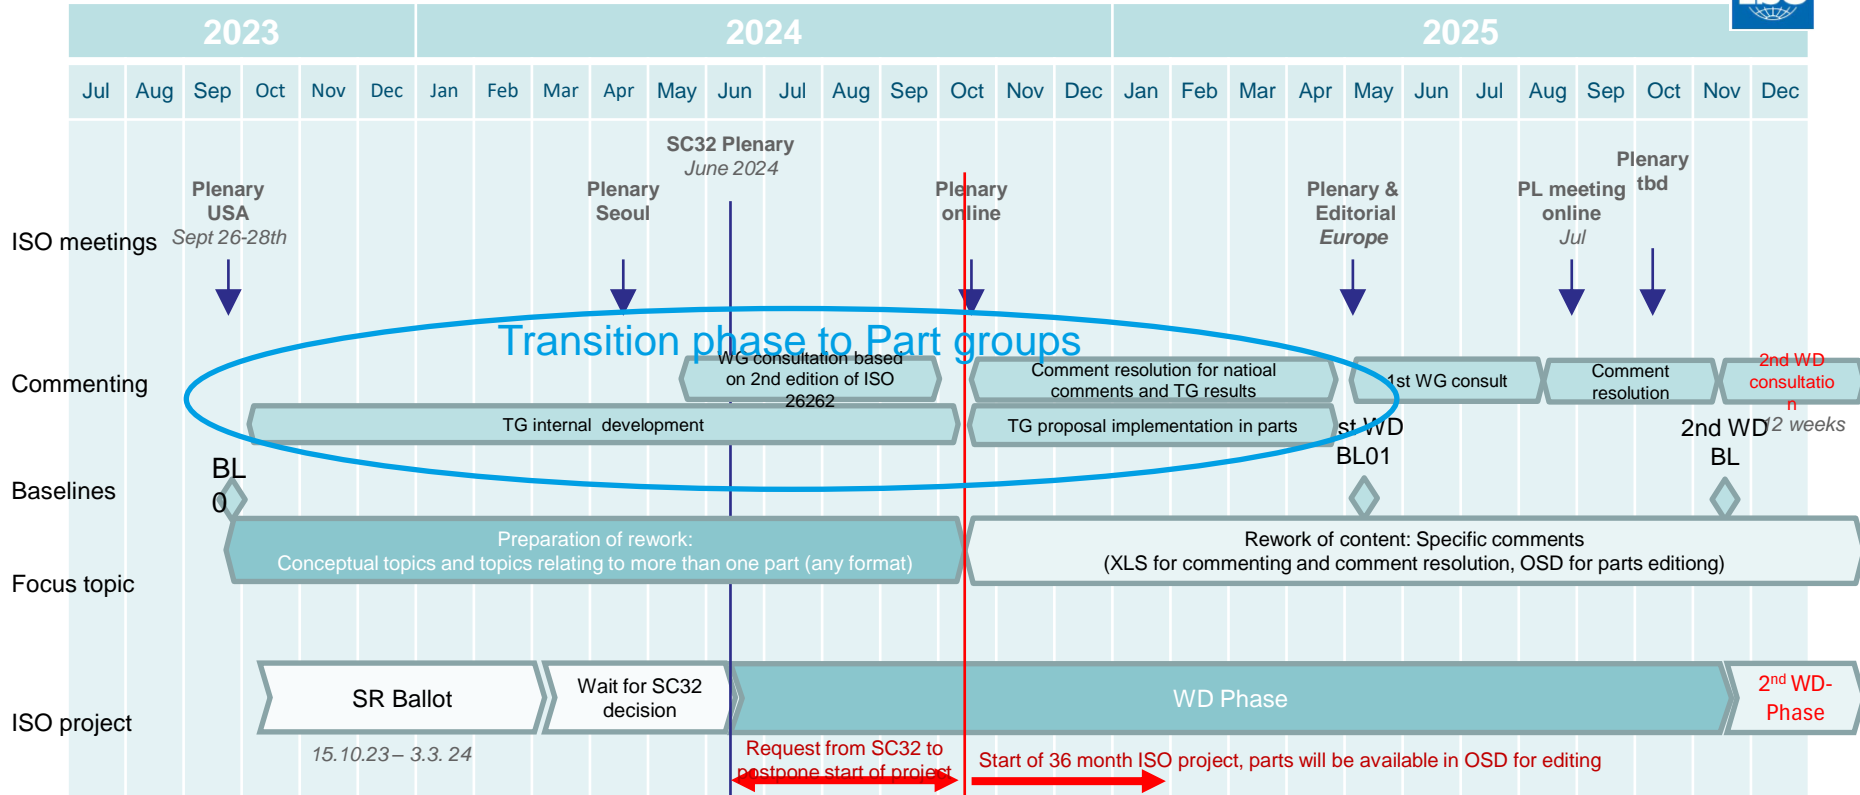 ISO
2023
2024
2025
Jul Aug Sep Oct Nov Dec Jan Feb Mar Apr May Jun Jul Aug Sep Oct Nov Dec Jan Feb Mar Apr May Jun Jul Aug Sep Oct Nov Dec
ISO meetings
Plenary
USA
Sept 26-28th
Plenary
Seoul
SC32 Plenary
June 2024
Plenary
online
Plenary &
Editorial
Europe
PL meeting
online
Jul
Plenary
tbd
Transition phase to Part groups
Commenting
WG consultation based
on 2nd edition of ISO
26262
Comment resolution for natioal
comments and TG results
1st WG consult
Comment
resolution
2nd WD
consultatio
n
12 weeks
TG internal development
TG proposal implementation in parts
Baselines
BL
0
st WD
BL01
2nd WD
BL
Focus topic
Preparation of rework:
Conceptual topics and topics relating to more than one part (any format)
Rework of content: Specific comments
(XLS for commenting and comment resolution, OSD for parts editiong)
ISO project
SR Ballot
15.10.23 – 3.3. 24
Wait for SC32
decision
WD Phase
2nd WD-
Phase
Request from SC32 to
postpone start of project
Start of 36 month ISO project, parts will be available in OSD for editing